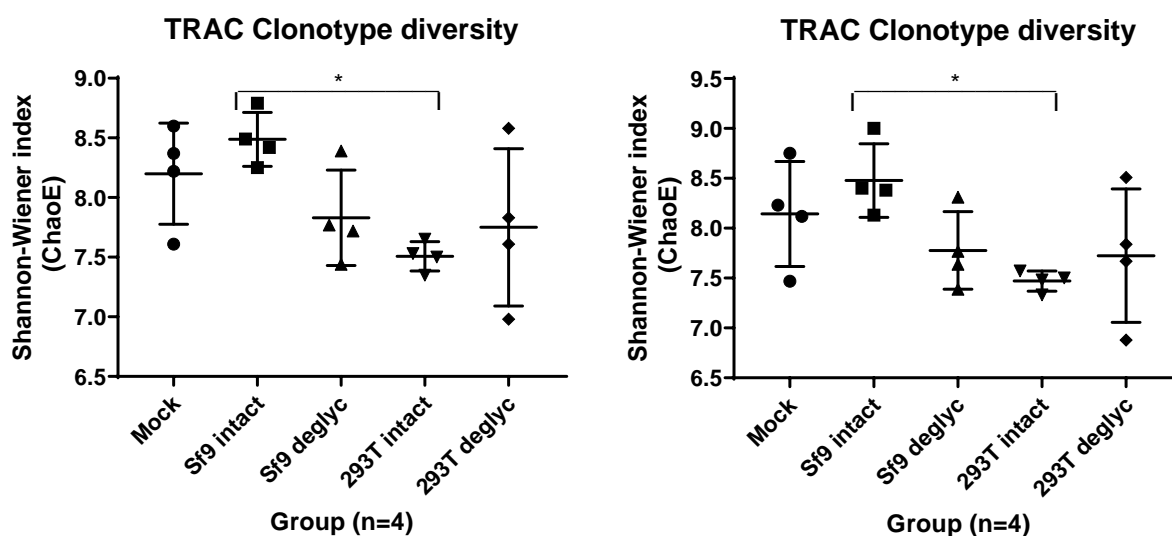 TRAC Clonotype diversity
Shannon-Wiener index
(ChaoE)
9.0
8.5
8.0
7.5
7.0
6.5
*
Mock
Sf9 intact
Sf9 deglyc
293T intact
293T deglyc
Group (n=4)
TRAC Clonotype diversity
Shannon-Wiener index
(ChaoE)
9.5
9.0
8.5
8.0
7.5
7.0
6.5
*
Mock
Sf9 intact
Sf9 deglyc
293T intact
293T deglyc
Group (n=4)